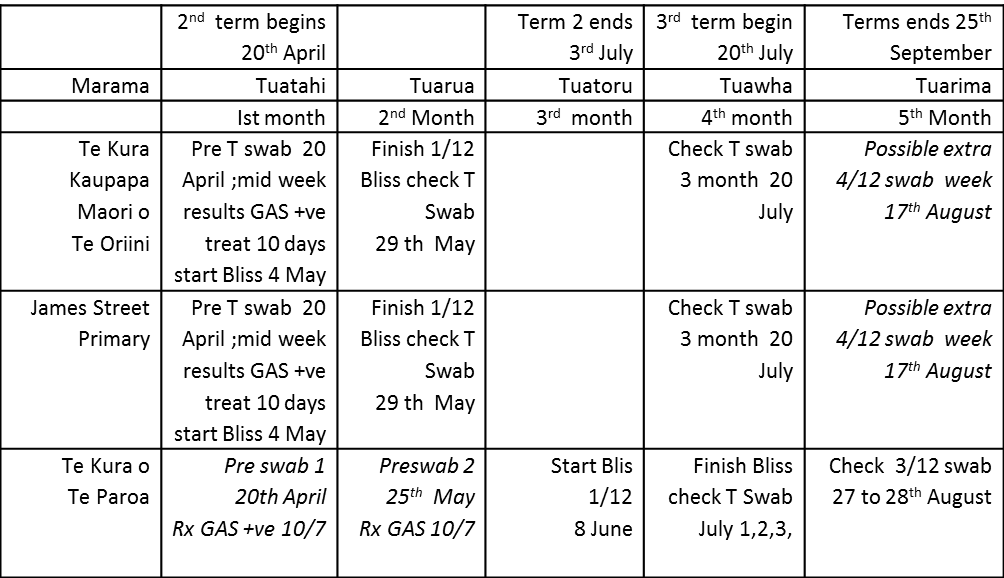 2nd term begins
20th April
Term 2 ends
3rd July
3rd term begin
20th July
Terms ends 25th
September
Marama
Tuatahi
Tuarua
Tuatoru
Tuawha
Tuarima
Ist month
2nd Month
3rd month
4th month
5th Month
Te Kura
Kaupapa
Maori o
Te Oriini
Pre T swab 20
April ;mid week
results GAS +ve
treat 10 days
start Bliss 4 May
Finish 1/12
Bliss check T
Swab
29 th May
Check T swab
3 month 20
July
Possible extra
4/12 swab week
17th August
James Street
Primary
Pre T swab 20
April ;mid week
results GAS +ve
treat 10 days
start Bliss 4 May
Finish 1/12
Bliss check T
Swab
29 th May
Check T swab
3 month 20
July
Possible extra
4/12 swab week
17th August
Te Kura o
Te Paroa
Pre swab 1
20th April
Rx GAS +ve 10/7
Preswab 2
25th May
Rx GAS 10/7
Start Blis
1/12
8 June
Finish Bliss
check T Swab
July 1,2,3,
Check 3/12 swab
27 to 28th August